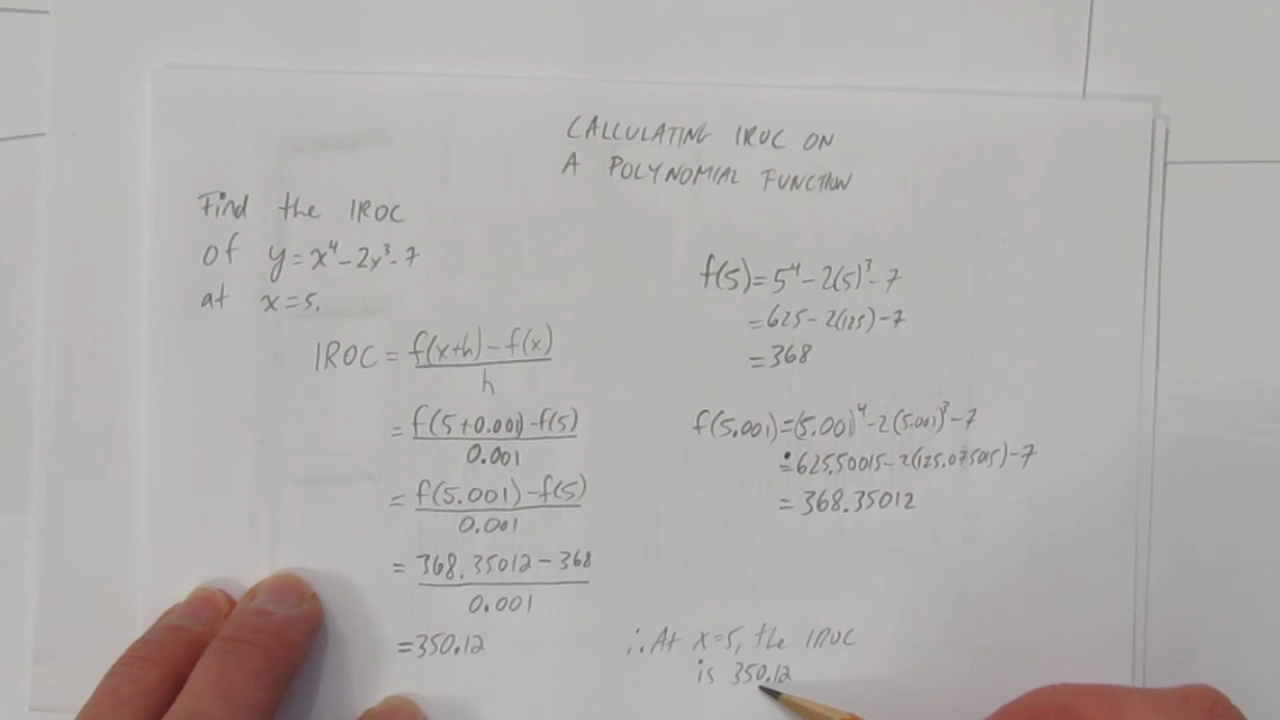 CALCULATING IROC ON
A POLYNOMIAL FUNCTION
Find the IROC
of y=x⁴-2x³-7
at x=5.
IROC = f(x+h)-f(x)
h
= f(5+0.001)-f(5)
0.001
= f(5.001)-f(5)
0.001
= 368.35012-368
0.001
=350.12
f(5)=5⁴-2(5)³-7
=625-2(125)-7
=368
f(5.001)=(5.001)⁴-2(5.001)³-7
≐625.50015-2(125.075015)-7
=368.35012
∴At x=5, the IROC
is 350.12